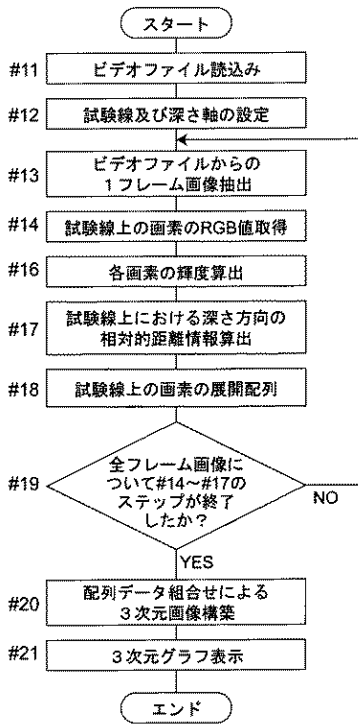 スタート
#11 ビデオファイル読込み
#12 試験線及び深さ軸の設定
#13 ビデオファイルからの
1フレーム画像抽出
#14 試験線上の画素のRGB値取得
#16 各画素の輝度算出
#17 試験線上における深さ方向の
相対的距離情報算出
#18 試験線上の画素の展開配列
#19 全フレーム画像に
ついて#14~#17の
ステップが終了
したか?
NO
YES
#20 配列データ組合せによる
3次元画像構築
#21 3次元グラフ表示
エンド